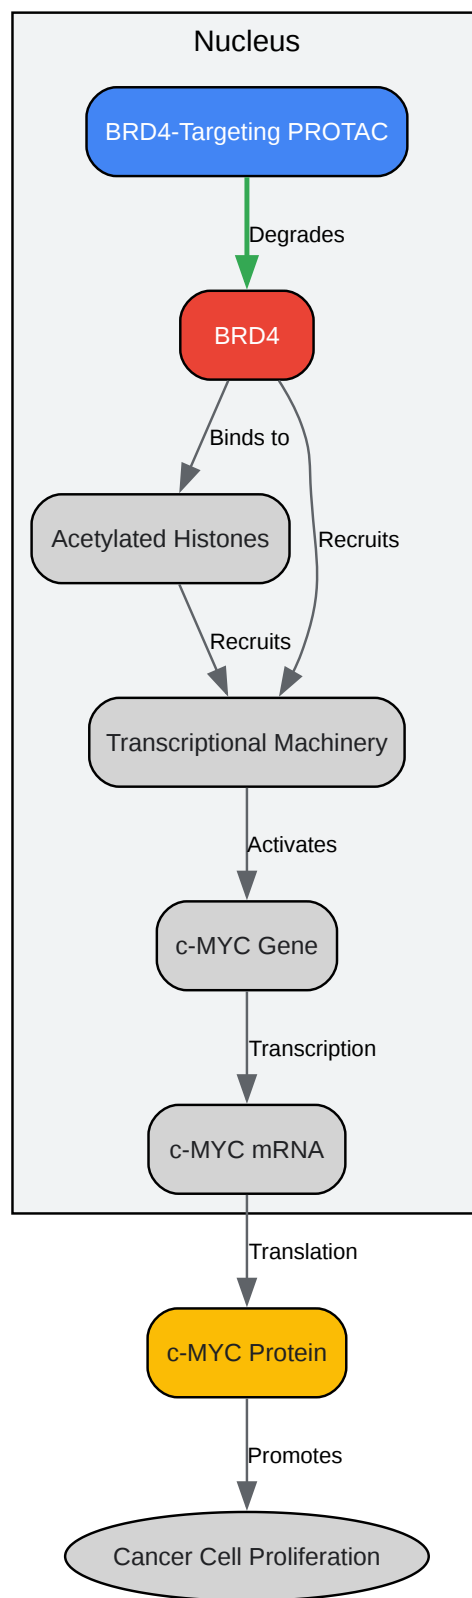 Nucleus
BRD4-Targeting PROTAC
Degrades
BRD4
Binds to
Acetylated Histones
Recruits
Recruits
Transcriptional Machinery
Activates
c-MYC Gene
Transcription
c-MYC mRNA
Translation
c-MYC Protein
Promotes
Cancer Cell Proliferation